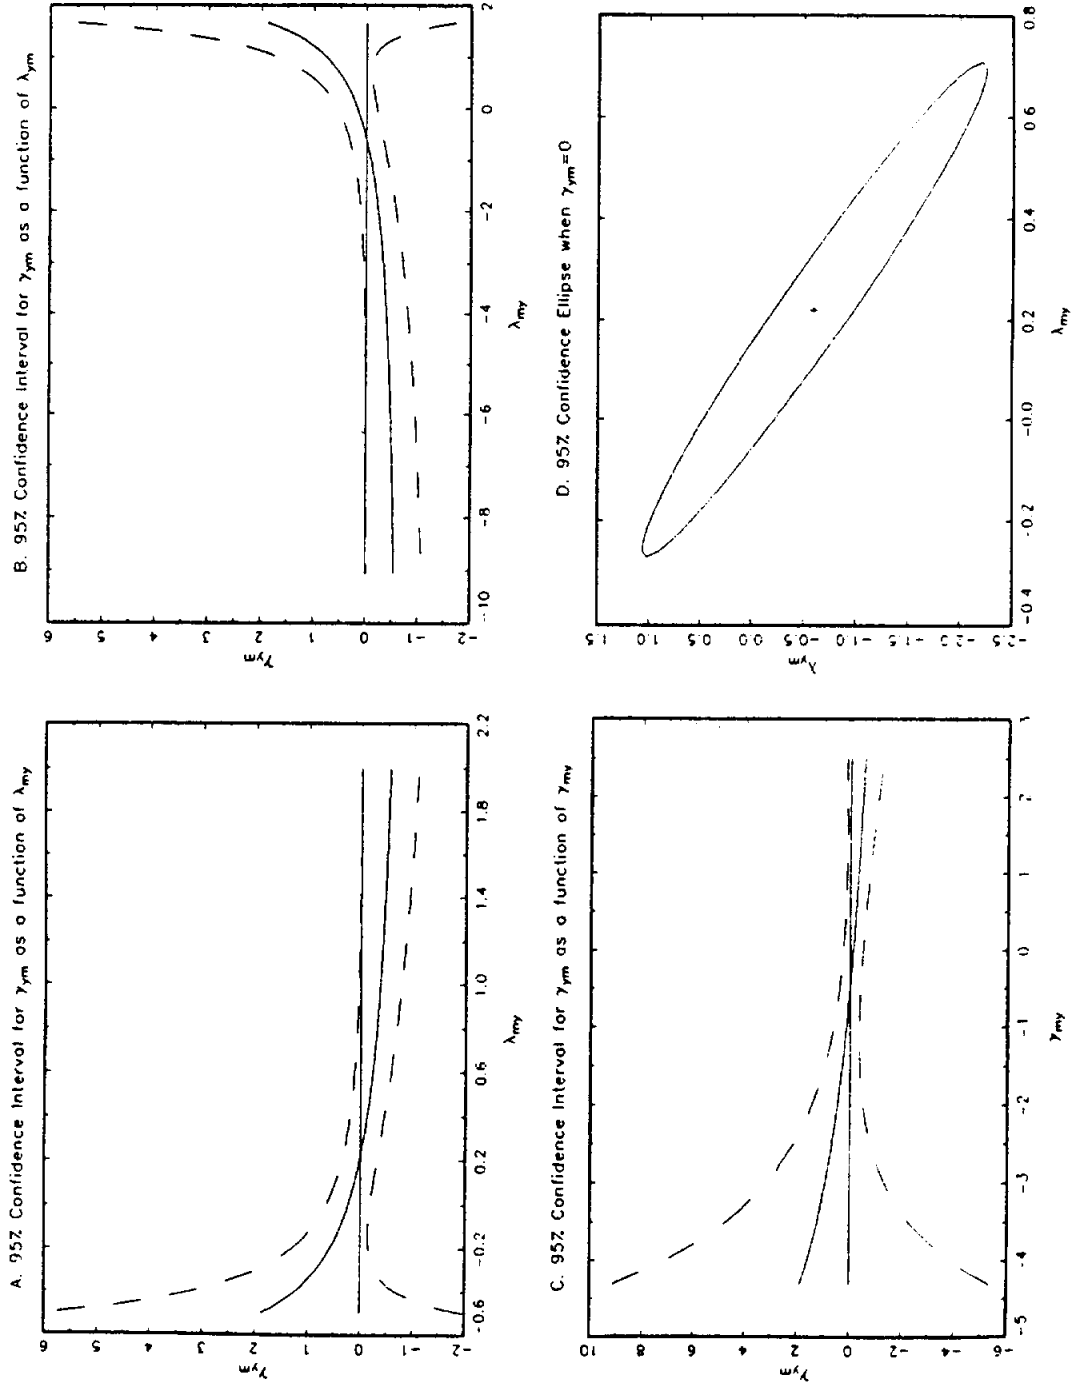 A. 95% Confidence Interval for γym as a function of λmy
γym
6
5
4
3
2
1
0
-1
-2
-0.6 -0.2 0.2 0.6 1.0 1.4 1.8 2.2
λmy
B. 95% Confidence Interval for γym as a function of λym
γym
6
5
4
3
2
1
0
-1
-2
-10 -8 -6 -4 -2 0 2
λmy
C. 95% Confidence Interval for γym as a function of γmy
γym
10
8
6
4
2
0
-2
-4
-6
-5 -4 -3 -2 -1 0 1 2 3
γmy
D. 95% Confidence Ellipse when γym=0
λym
1.5
1.0
0.5
0.0
-0.5
-1.0
-1.5
-2.0
-2.5
-0.4 -0.2 -0.0 0.2 0.4 0.6 0.8
λmy